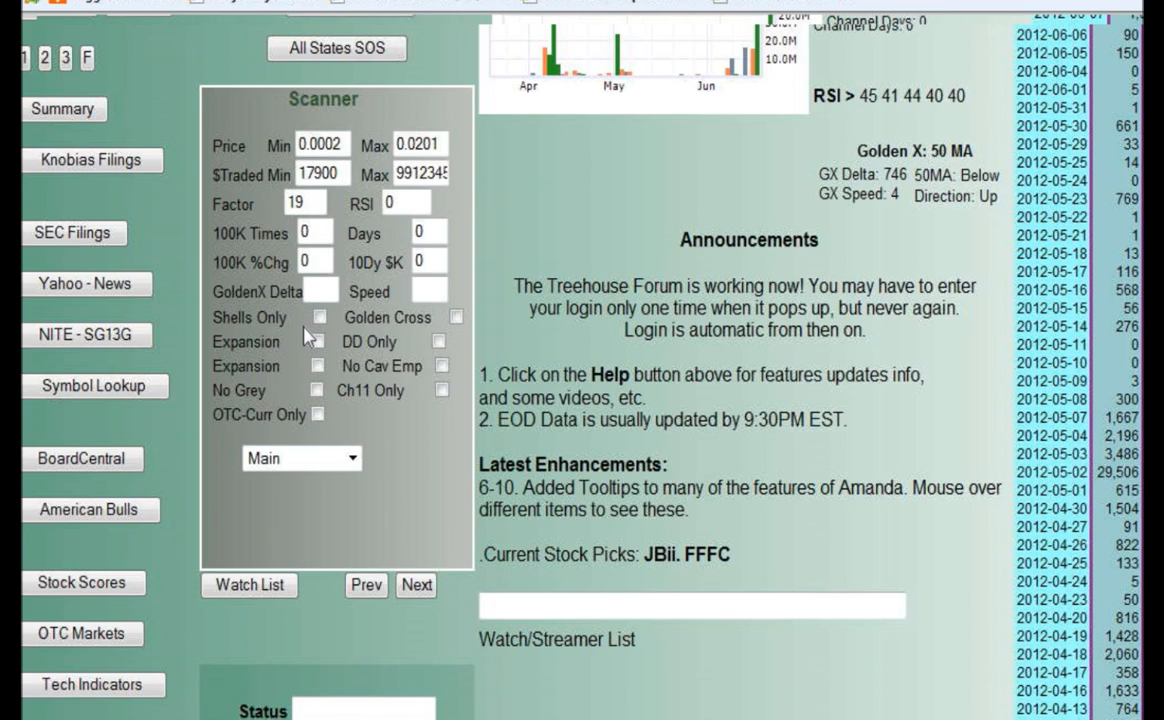 All States SOS
1 2 3 F
Summary
Knobias Filings
SEC Filings
Yahoo - News
NITE - SG13G
Symbol Lookup
BoardCentral
American Bulls
Stock Scores
OTC Markets
Tech Indicators
Scanner
Price Min 0.0002 Max 0.0201
$Traded Min 17900 Max 9912345
Factor 19 RSI 0
100K Times 0 Days 0
100K %Chg 0 10Dy $K 0
GoldenX Delta Speed
Shells Only Golden Cross
Expansion DD Only
Expansion No Cav Emp
No Grey Ch11 Only
OTC-Curr Only
Main
Watch List Prev Next
Status
20.0M
10.0M
Apr May Jun
Channel Days: 0
RSI > 45 41 44 40 40
Golden X: 50 MA
GX Delta: 746 50MA: Below
GX Speed: 4 Direction: Up
Announcements
The Treehouse Forum is working now! You may have to enter
your login only one time when it pops up, but never again.
Login is automatic from then on.
1. Click on the Help button above for features updates info,
and some videos, etc.
2. EOD Data is usually updated by 9:30PM EST.
Latest Enhancements:
6-10. Added Tooltips to many of the features of Amanda. Mouse over
different items to see these.
.Current Stock Picks: JBii. FFFC
Watch/Streamer List
2012-06-06 90
2012-06-05 150
2012-06-04 0
2012-06-01 5
2012-05-31 1
2012-05-30 661
2012-05-29 33
2012-05-25 14
2012-05-24 0
2012-05-23 769
2012-05-22 1
2012-05-21 1
2012-05-18 13
2012-05-17 116
2012-05-16 568
2012-05-15 56
2012-05-14 276
2012-05-11 0
2012-05-10 0
2012-05-09 3
2012-05-08 300
2012-05-07 1,667
2012-05-04 2,196
2012-05-03 3,486
2012-05-02 29,506
2012-05-01 615
2012-04-30 1,504
2012-04-27 91
2012-04-26 822
2012-04-25 133
2012-04-24 5
2012-04-23 50
2012-04-20 816
2012-04-19 1,428
2012-04-18 2,060
2012-04-17 358
2012-04-16 1,633
2012-04-13 764